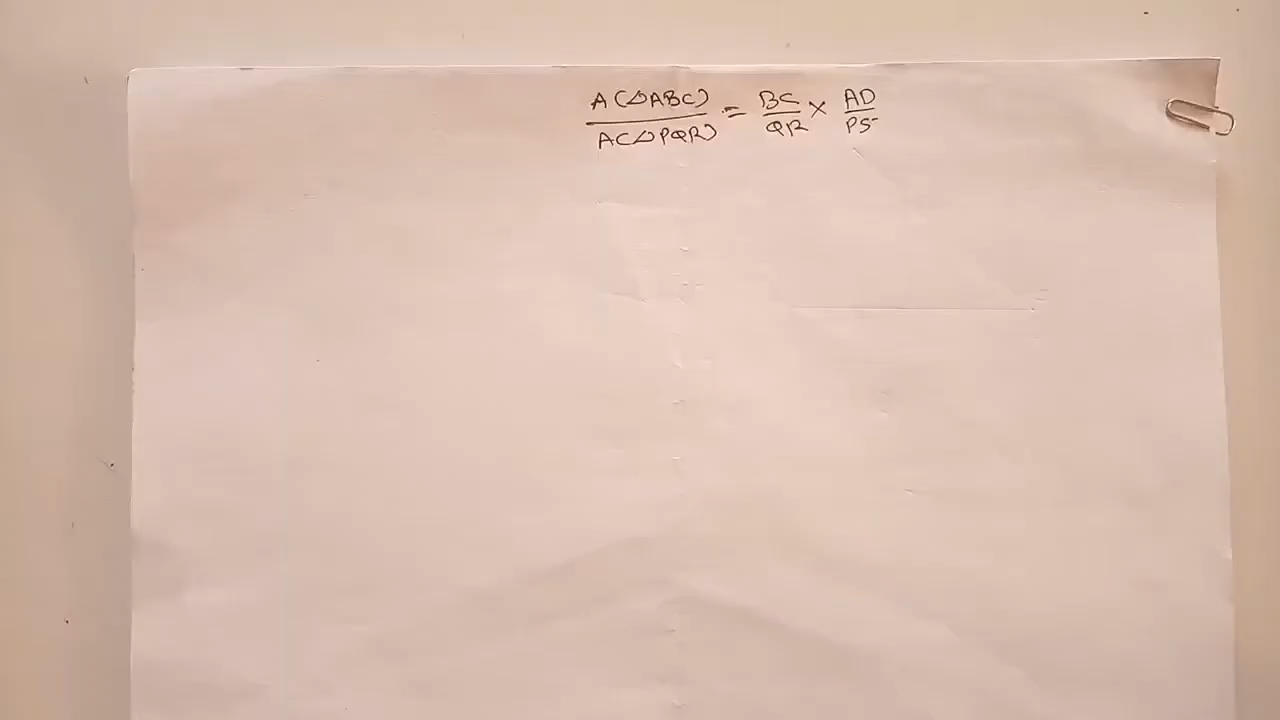 A(△ABC) / A(△PQR) = BC / QR × AD / PS